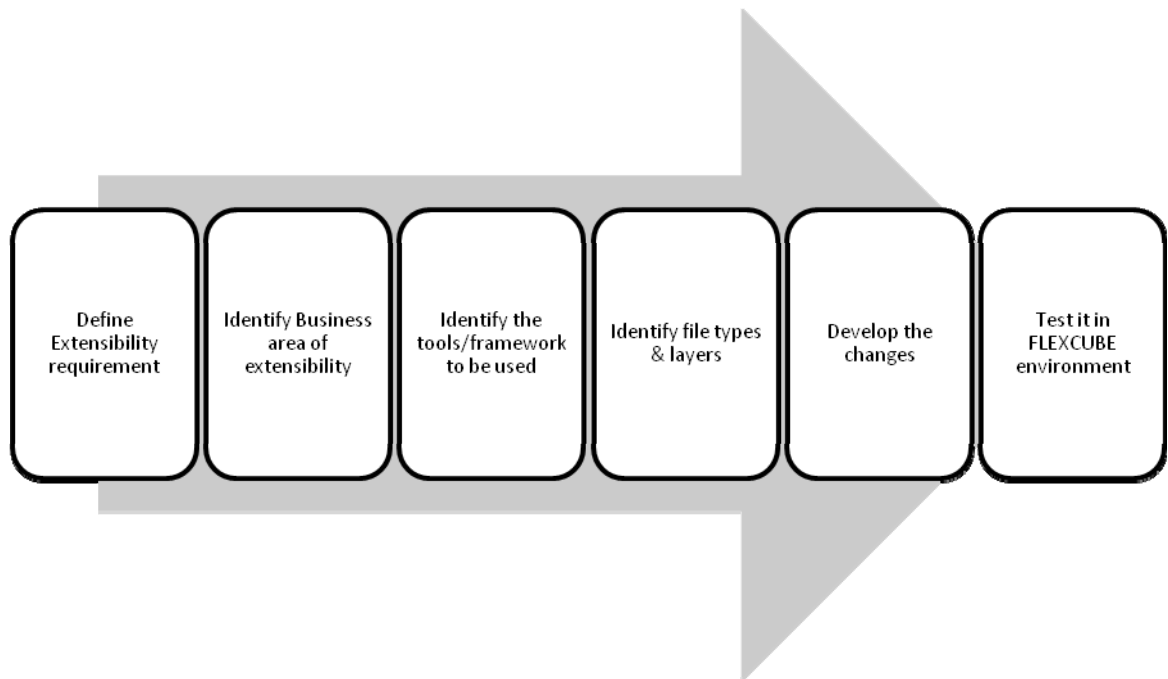 Define
Extensibility
requirement
Identify Business
area of
extensibility
Identify the
tools/framework
to be used
Identify file types
& layers
Develop the
changes
Test it in
FLEXCUBE
environment